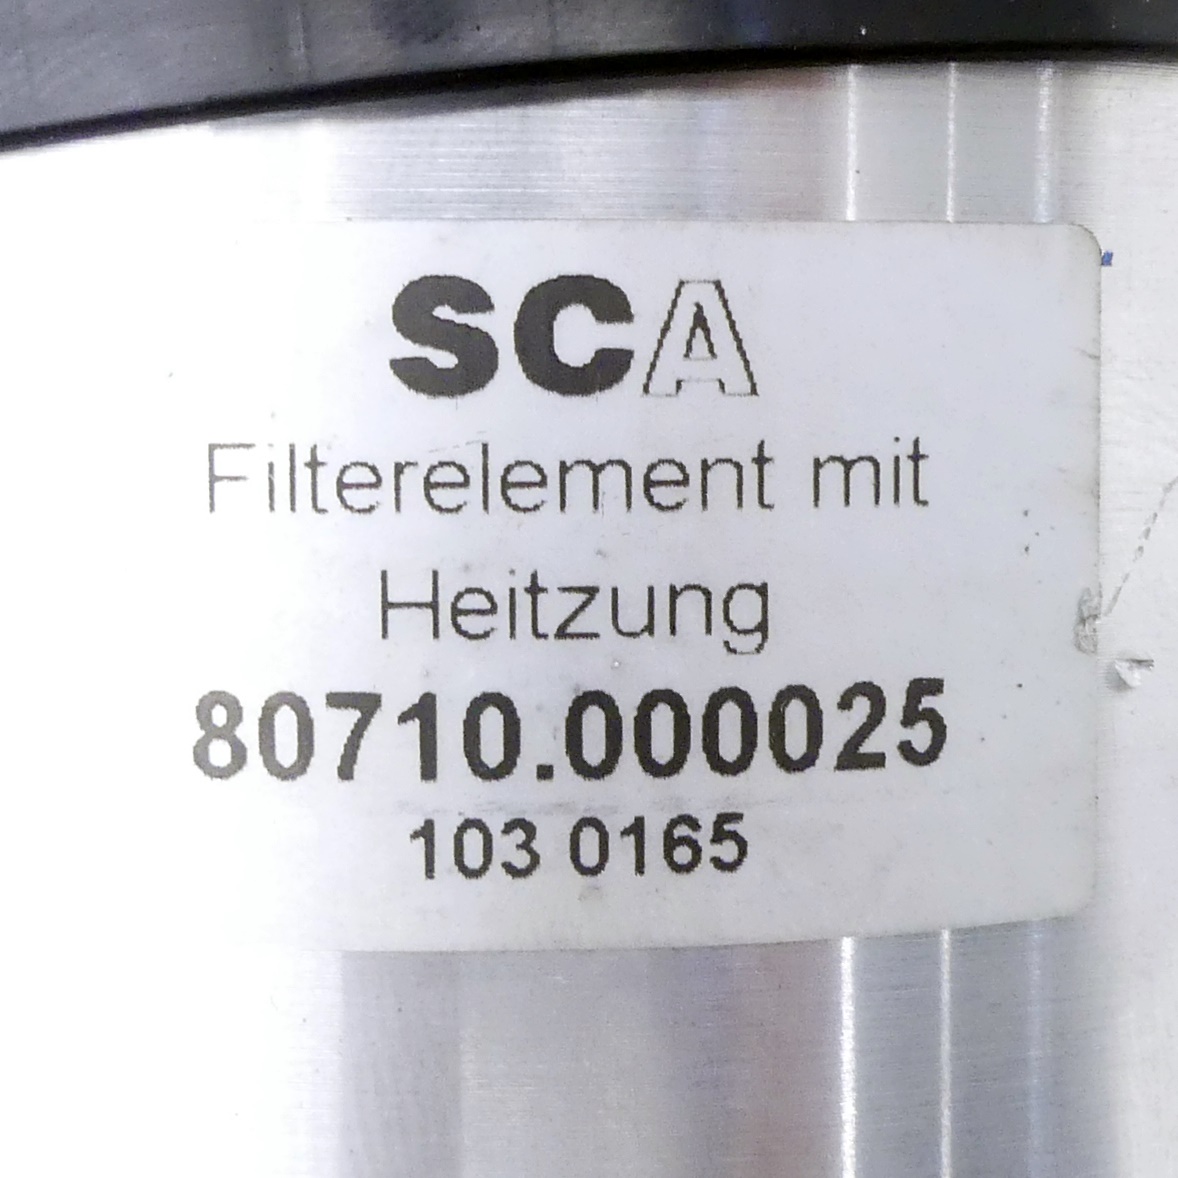 SCA
Filterelement mit
Heitzung
80710.000025
103 0165